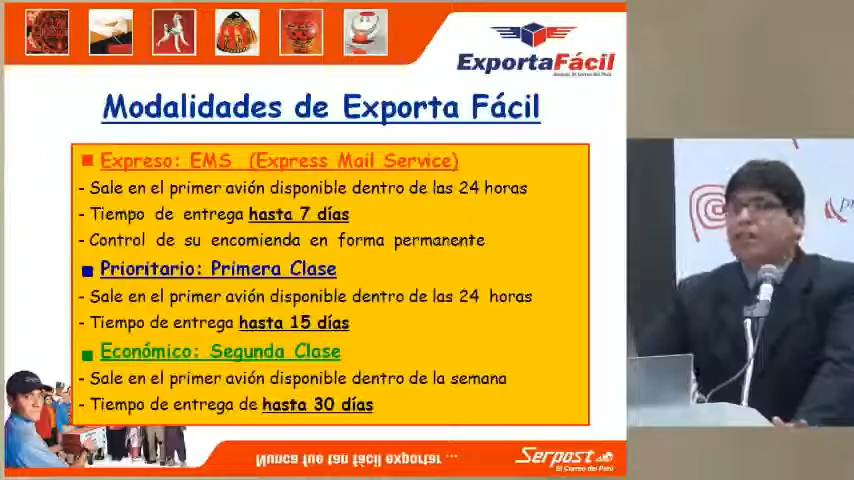 ExportaFácil
Modalidades de Exporta Fácil
Expreso: EMS (Express Mail Service)
- Sale en el primer avión disponible dentro de las 24 horas
- Tiempo de entrega hasta 7 días
- Control de su encomienda en forma permanente
Prioritario: Primera Clase
- Sale en el primer avión disponible dentro de las 24 horas
- Tiempo de entrega hasta 15 días
Económico: Segunda Clase
- Sale en el primer avión disponible dentro de la semana
- Tiempo de entrega de hasta 30 días
Nunca fue tan fácil exportar ...
Serpost
El Correo del Perú